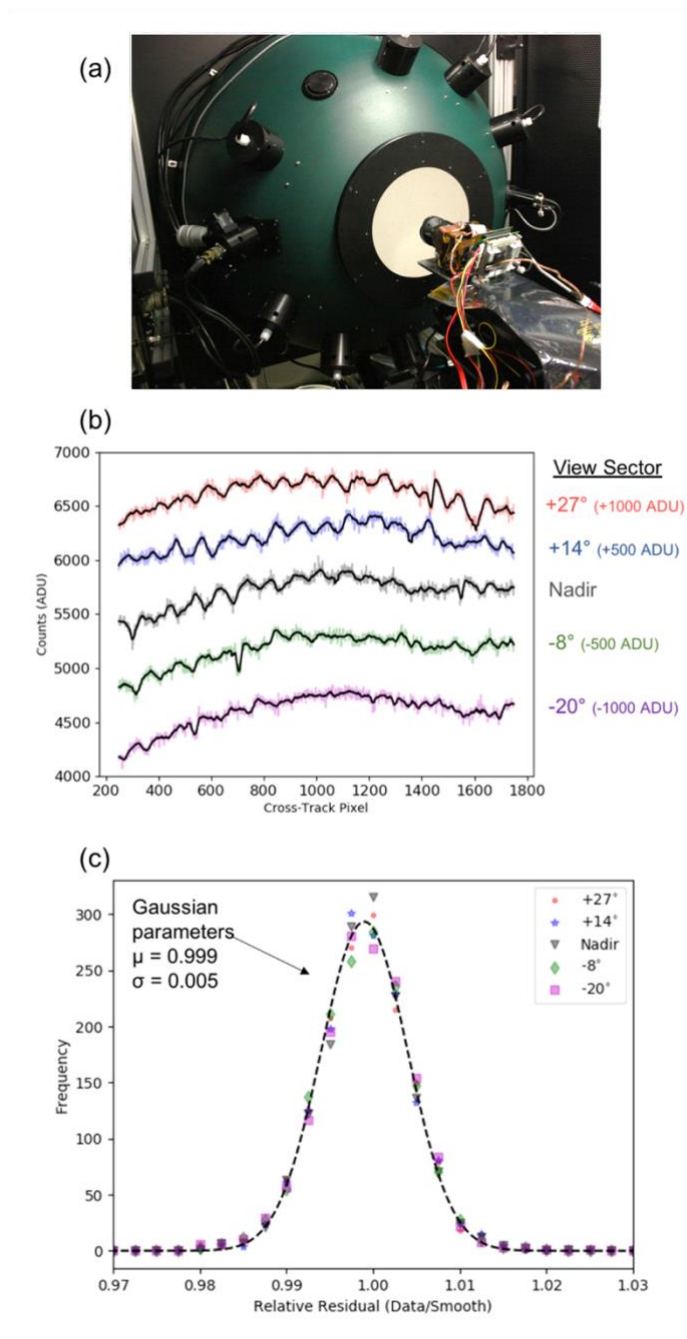 (a)
(b)
7000
6500
6000
5500
5000
4500
4000
Counts (ADU)
200 400 600 800 1000 1200 1400 1600 1800
Cross-Track Pixel
View Sector
+27° (+1000 ADU)
+14° (+500 ADU)
Nadir
-8° (-500 ADU)
-20° (-1000 ADU)
(c)
Gaussian
parameters
μ = 0.999
σ = 0.005
+27°
+14°
Nadir
-8°
-20°
300
250
200
150
100
50
0
Frequency
0.97 0.98 0.99 1.00 1.01 1.02 1.03
Relative Residual (Data/Smooth)